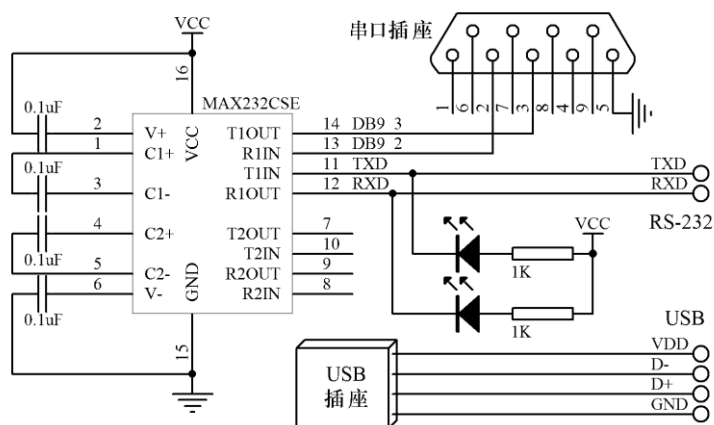 VCC
串口插座
16
0.1uF
MAX232CSE
1 6 2 7 3 8 4 9 5
2 V+ VCC T1OUT 14 DB9 3
1 C1+ R1IN 13 DB9 2
T1IN 11 TXD TXD
0.1uF
3 C1- R1OUT 12 RXD RXD
RS-232
4 C2+ T2OUT 7 VCC
T2IN 10
0.1uF
5 C2- R2OUT 9 1K
6 V- GND R2IN 8
0.1uF
1K
USB
15
VDD
USB
D-
插座
D+
GND